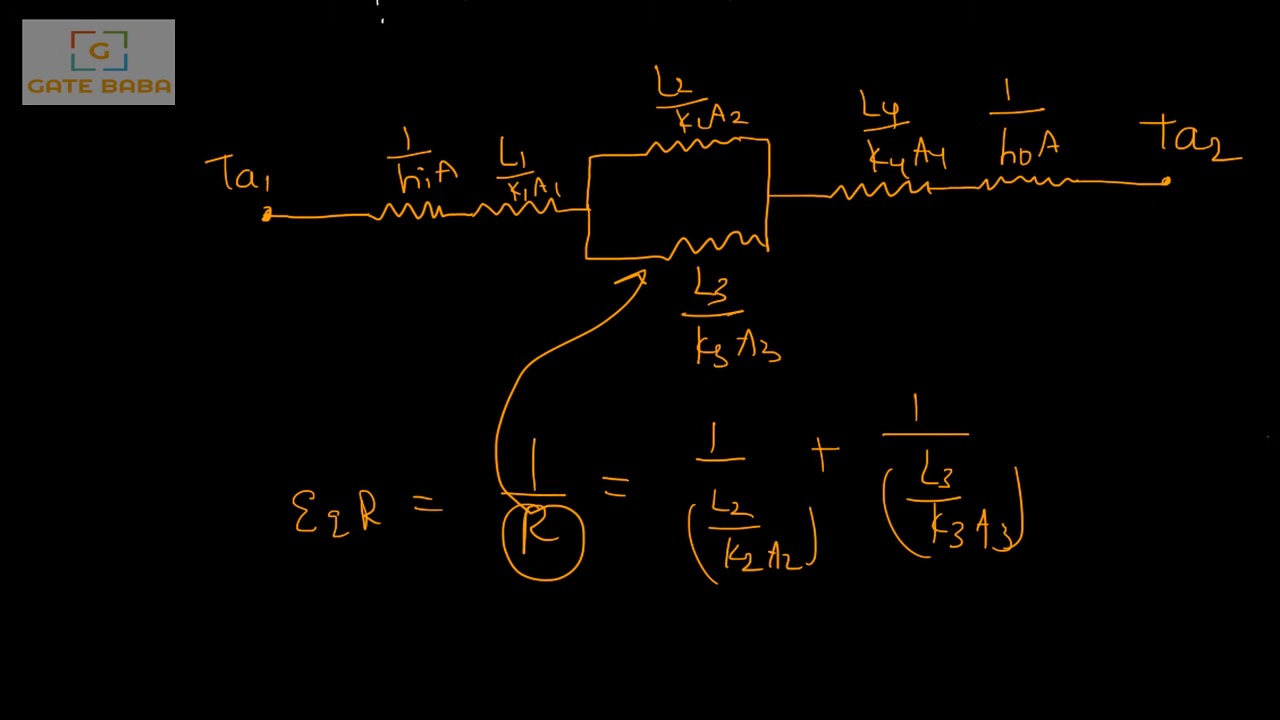 G
GATE BABA
Ta1
1/hiA
L1/k1A1
L2/k2A2
L3/k3A3
L4/k4A4
1/h0A
Ta2
Eq R = 1/R = 1/(L2/K2A2) + 1/(L3/K3A3)